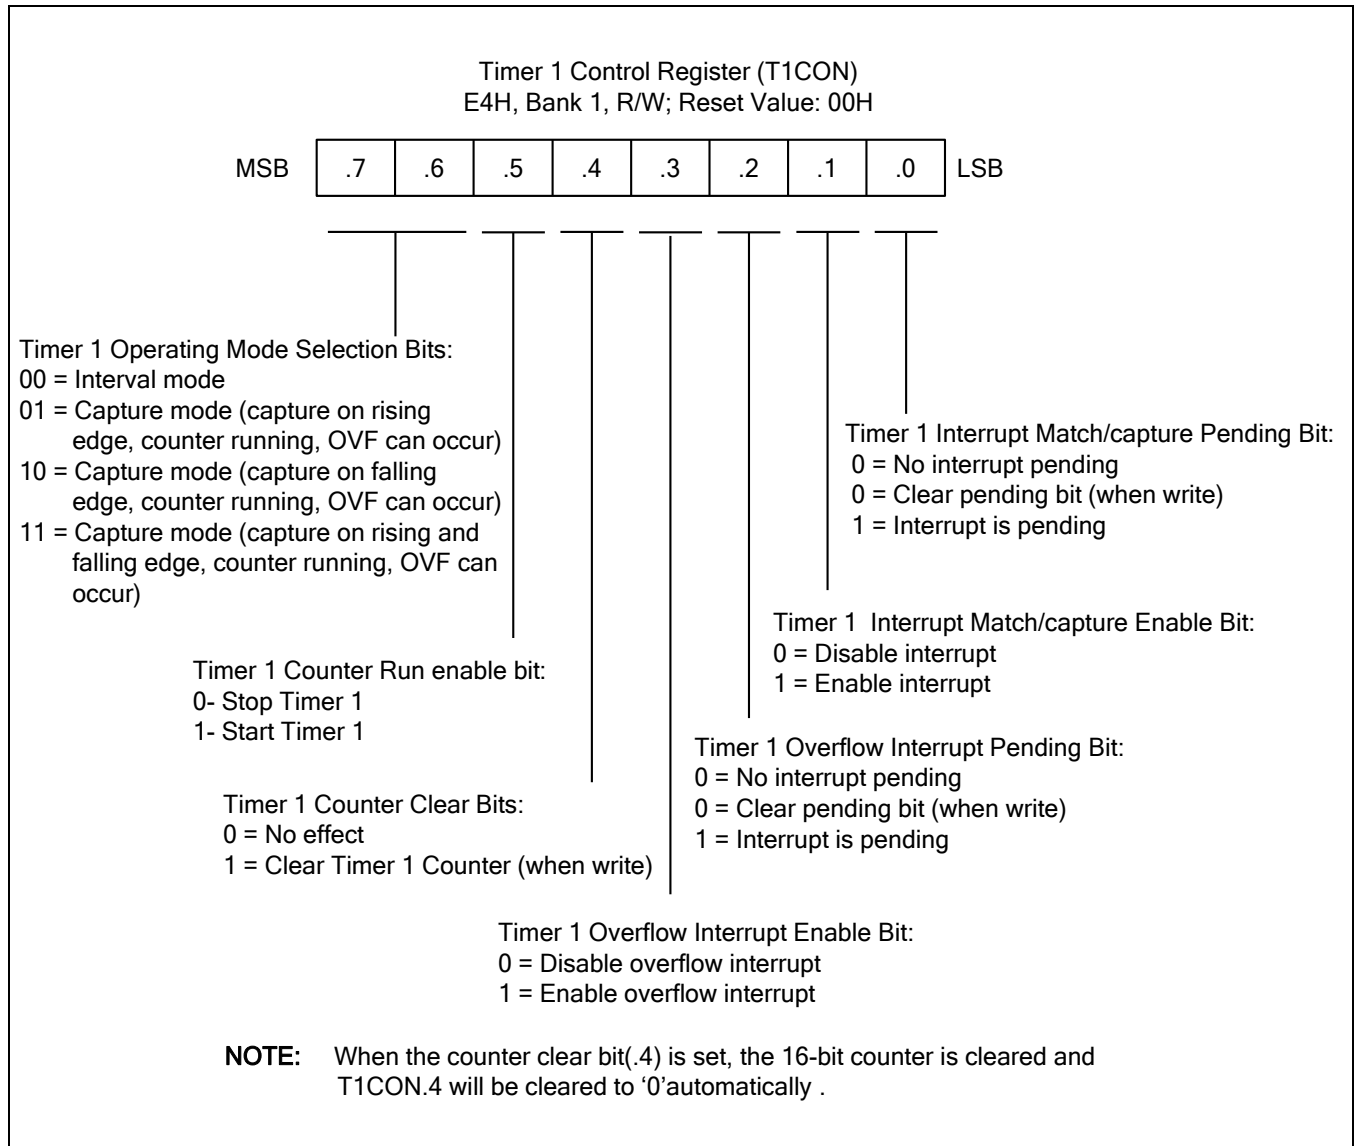 Timer 1 Control Register (T1CON)
E4H, Bank 1, R/W; Reset Value: 00H
MSB .7 .6 .5 .4 .3 .2 .1 .0 LSB
Timer 1 Operating Mode Selection Bits:
00 = Interval mode
01 = Capture mode (capture on rising
edge, counter running, OVF can occur)
10 = Capture mode (capture on falling
edge, counter running, OVF can occur)
11 = Capture mode (capture on rising and
falling edge, counter running, OVF can
occur)
Timer 1 Interrupt Match/capture Pending Bit:
0 = No interrupt pending
0 = Clear pending bit (when write)
1 = Interrupt is pending
Timer 1 Interrupt Match/capture Enable Bit:
0 = Disable interrupt
1 = Enable interrupt
Timer 1 Counter Run enable bit:
0- Stop Timer 1
1- Start Timer 1
Timer 1 Overflow Interrupt Pending Bit:
0 = No interrupt pending
0 = Clear pending bit (when write)
1 = Interrupt is pending
Timer 1 Counter Clear Bits:
0 = No effect
1 = Clear Timer 1 Counter (when write)
Timer 1 Overflow Interrupt Enable Bit:
0 = Disable overflow interrupt
1 = Enable overflow interrupt
NOTE: When the counter clear bit(.4) is set, the 16-bit counter is cleared and
T1CON.4 will be cleared to ‘0’automatically .